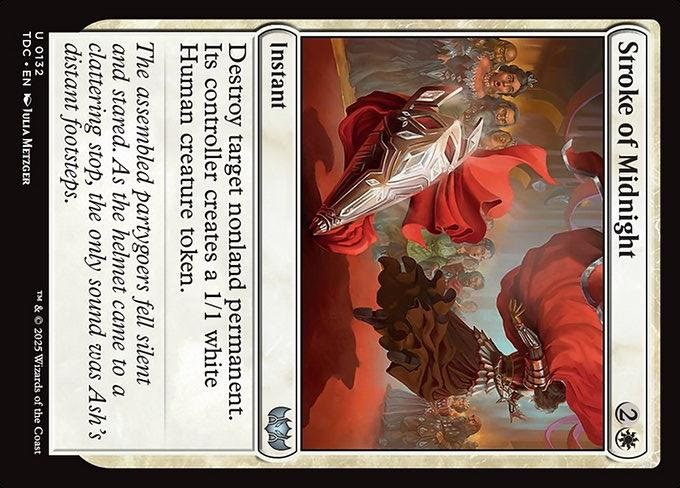 Stroke of Midnight
2
Instant
Destroy target nonland permanent.
Its controller creates a 1/1 white
Human creature token.
The assembled partygoers fell silent
and stared. As the helmet came to a
clattering stop, the only sound was Ash's
distant footsteps.
U 0132
TDC • EN JULIA METZGER
™ & © 2025 Wizards of the Coast